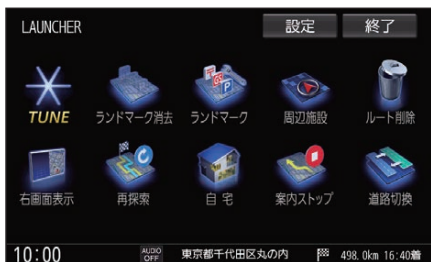 LAUNCHER 設定 終了
TUNE ランドマーク消去 ランドマーク 周辺施設 ルート削除
右画面表示 再探索 自宅 案内ストップ 道路切換
10:00 AUDIO OFF 東京都千代田区丸の内 498.0km 16:40着